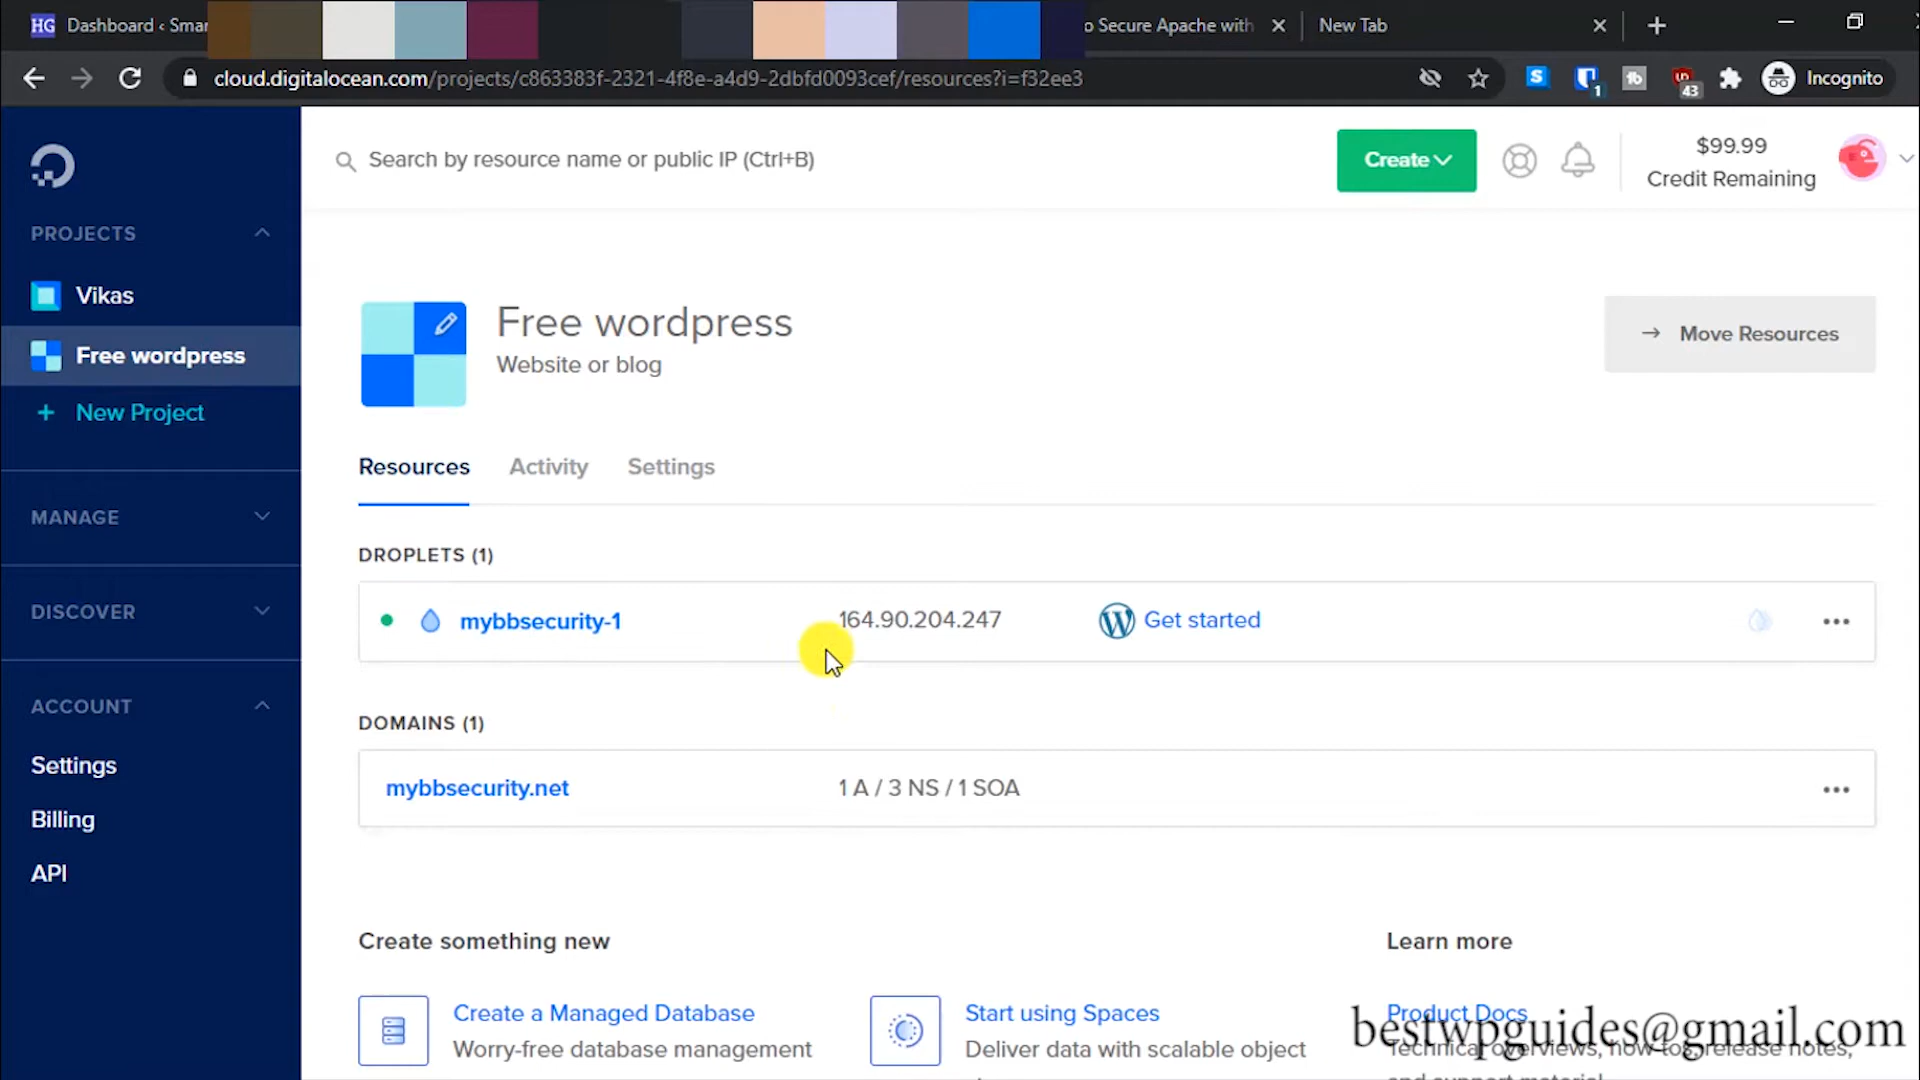 HG Dashboard ‹ Smar
o Secure Apache with
New Tab
cloud.digitalocean.com/projects/c863383f-2321-4f8e-a4d9-2dbfd0093cef/resources?i=f32ee3
S
1
tb
43
Incognito
Search by resource name or public IP (Ctrl+B)
Create
$99.99
Credit Remaining
PROJECTS
Vikas
Free wordpress
New Project
MANAGE
DISCOVER
ACCOUNT
Settings
Billing
API
Free wordpress
Website or blog
Move Resources
Resources
Activity
Settings
DROPLETS (1)
mybbsecurity-1
164.90.204.247
Get started
DOMAINS (1)
mybbsecurity.net
1 A / 3 NS / 1 SOA
Create something new
Learn more
Create a Managed Database
Worry-free database management
Start using Spaces
Deliver data with scalable object
Product Docs
bestwpguides@gmail.com
Technical overviews, how-tos, release notes,
and support material